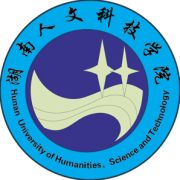 湖南人文科技学院
Hunan University of Humanities、Science and Technology